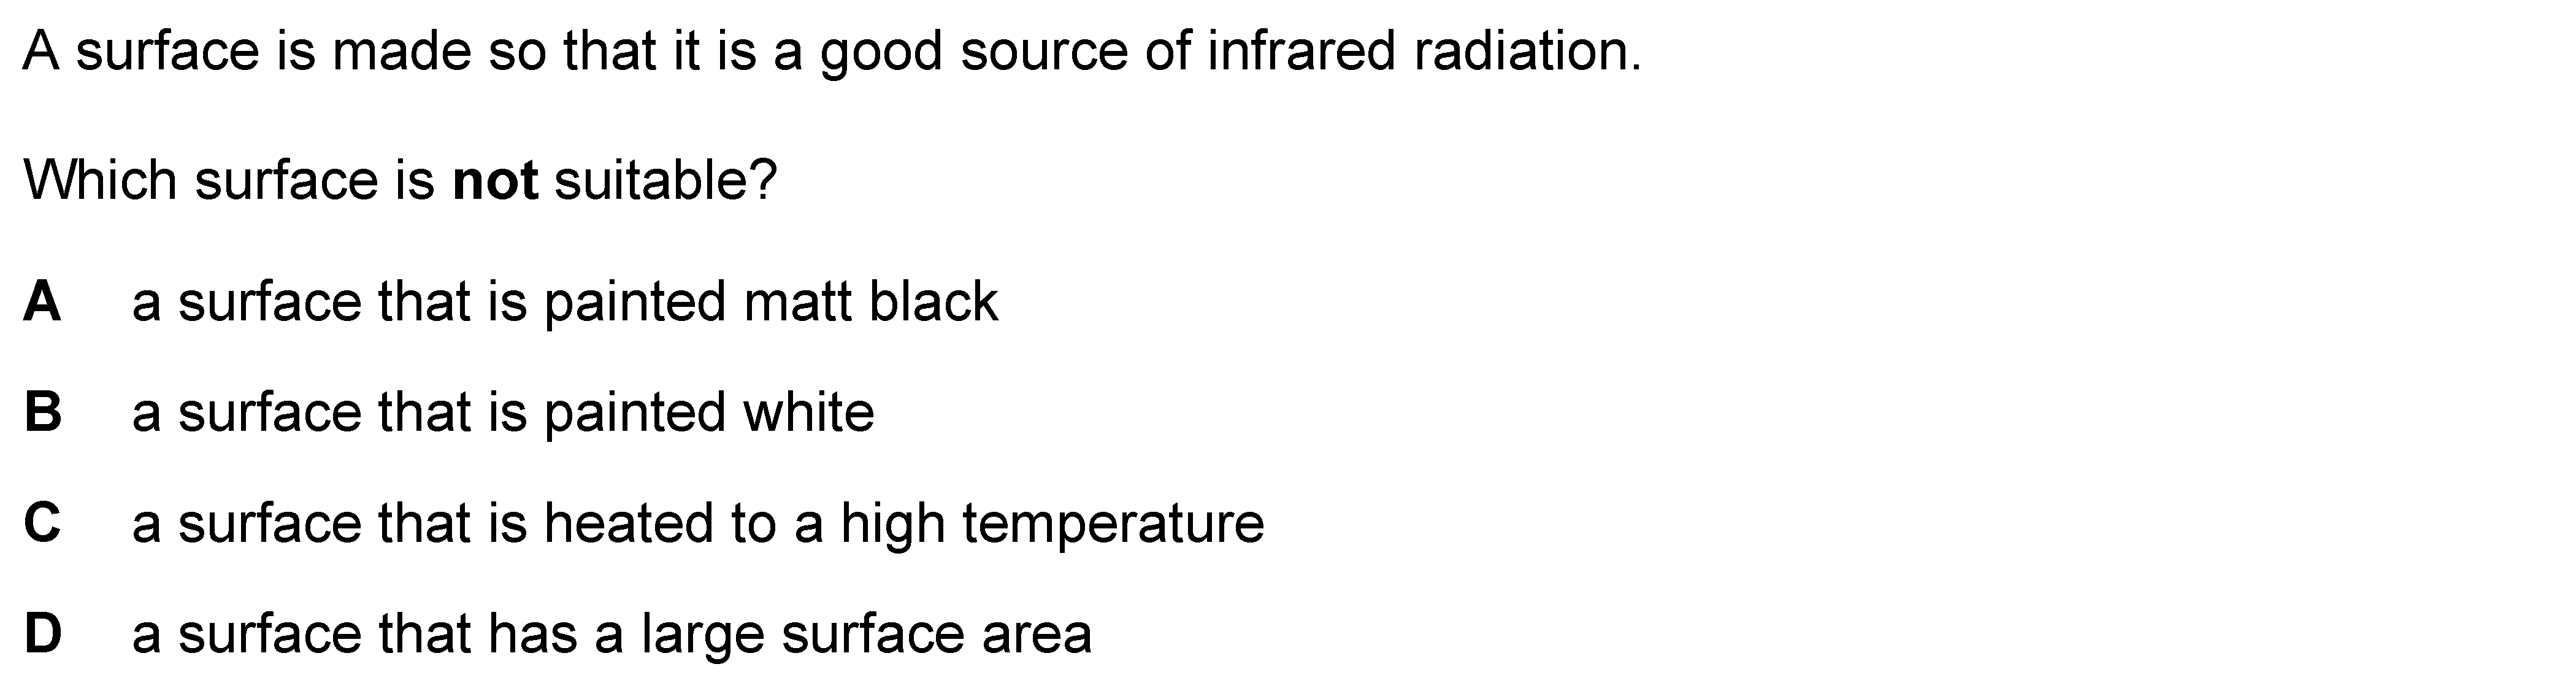 A surface is made so that it is a good source of infrared radiation.
Which surface is not suitable?
A a surface that is painted matt black
B a surface that is painted white
C a surface that is heated to a high temperature
D a surface that has a large surface area